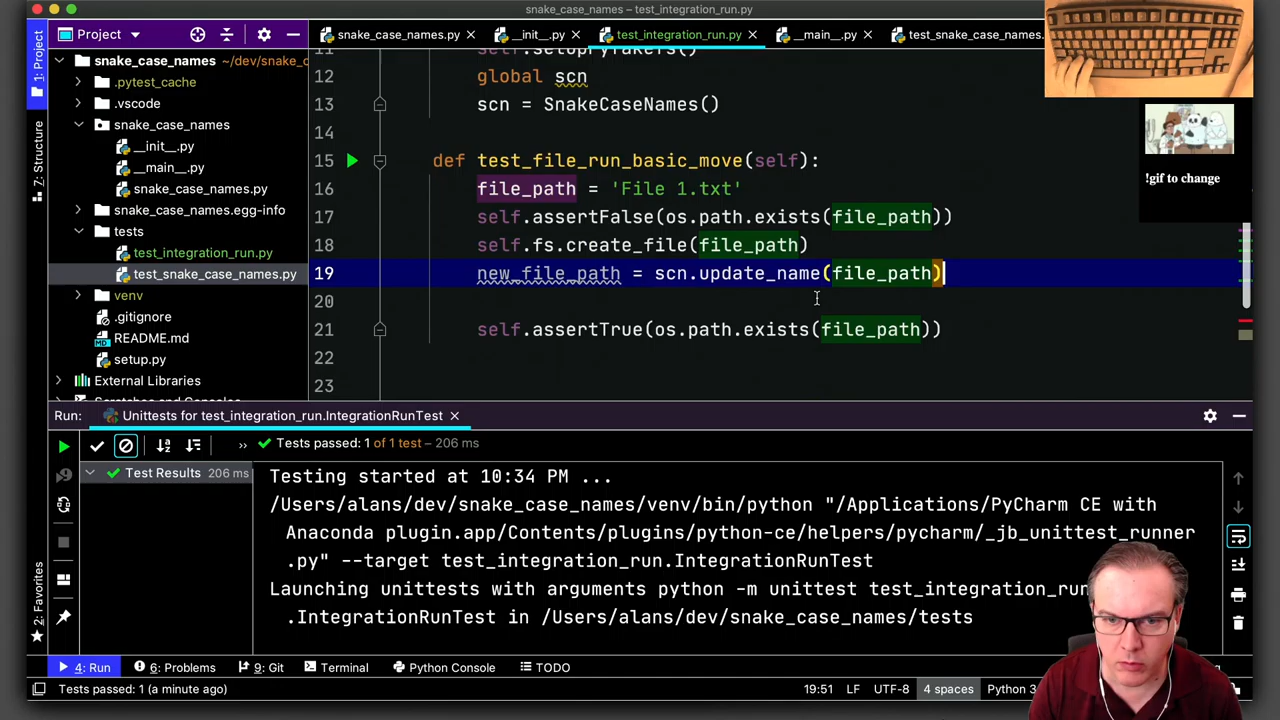 snake_case_names – test_integration_run.py
Project
snake_case_names.py
__init__.py
test_integration_run.py
__main__.py
test_snake_case_names.
1: Project
7: Structure
2: Favorites
snake_case_names ~/dev/snake_c
.pytest_cache
.vscode
snake_case_names
__init__.py
__main__.py
snake_case_names.py
snake_case_names.egg-info
tests
test_integration_run.py
test_snake_case_names.py
venv
.gitignore
README.md
setup.py
External Libraries
Scratches and Consoles
11 self.setUpPyfakefs()
12 global scn
13 scn = SnakeCaseNames()
14
15 def test_file_run_basic_move(self):
16 file_path = 'File 1.txt'
17 self.assertFalse(os.path.exists(file_path))
18 self.fs.create_file(file_path)
19 new_file_path = scn.update_name(file_path)
20
21 self.assertTrue(os.path.exists(file_path))
22
23
!gif to change
Run: Unittests for test_integration_run.IntegrationRunTest
Tests passed: 1 of 1 test – 206 ms
Test Results 206 ms
Testing started at 10:34 PM ...
/Users/alans/dev/snake_case_names/venv/bin/python "/Applications/PyCharm CE with
Anaconda plugin.app/Contents/plugins/python-ce/helpers/pycharm/_jb_unittest_runner
.py" --target test_integration_run.IntegrationRunTest
Launching unittests with arguments python -m unittest test_integration_run
.IntegrationRunTest in /Users/alans/dev/snake_case_names/tests
4: Run
6: Problems
9: Git
Terminal
Python Console
TODO
Tests passed: 1 (a minute ago)
19:51 LF UTF-8 4 spaces Python 3